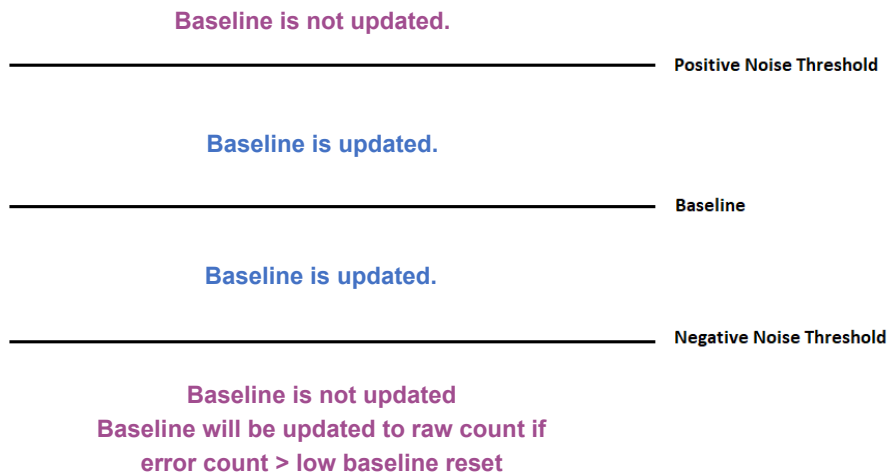 Baseline is not updated.
Positive Noise Threshold
Baseline is updated.
Baseline
Baseline is updated.
Negative Noise Threshold
Baseline is not updated
Baseline will be updated to raw count if
error count > low baseline reset